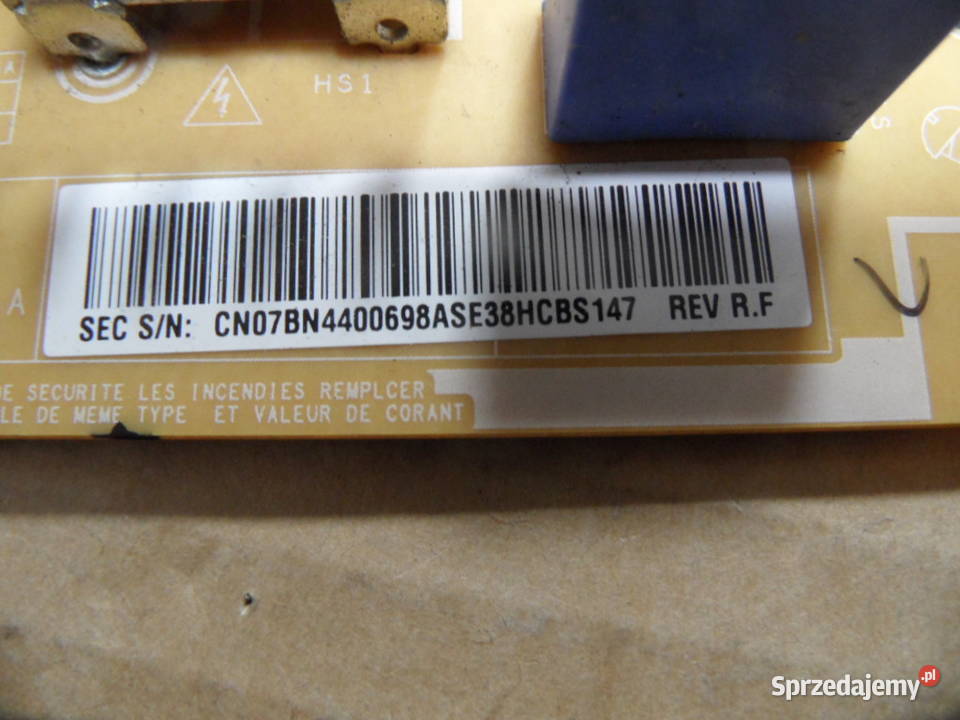 A
HS1
S
A
SEC S/N: CN07BN4400698ASE38HCBS147 REV R.F
DE SECURITE LES INCENDIES REMPLCER
LE DE MEME TYPE ET VALEUR DE CORANT
Sprzedajemy.pl